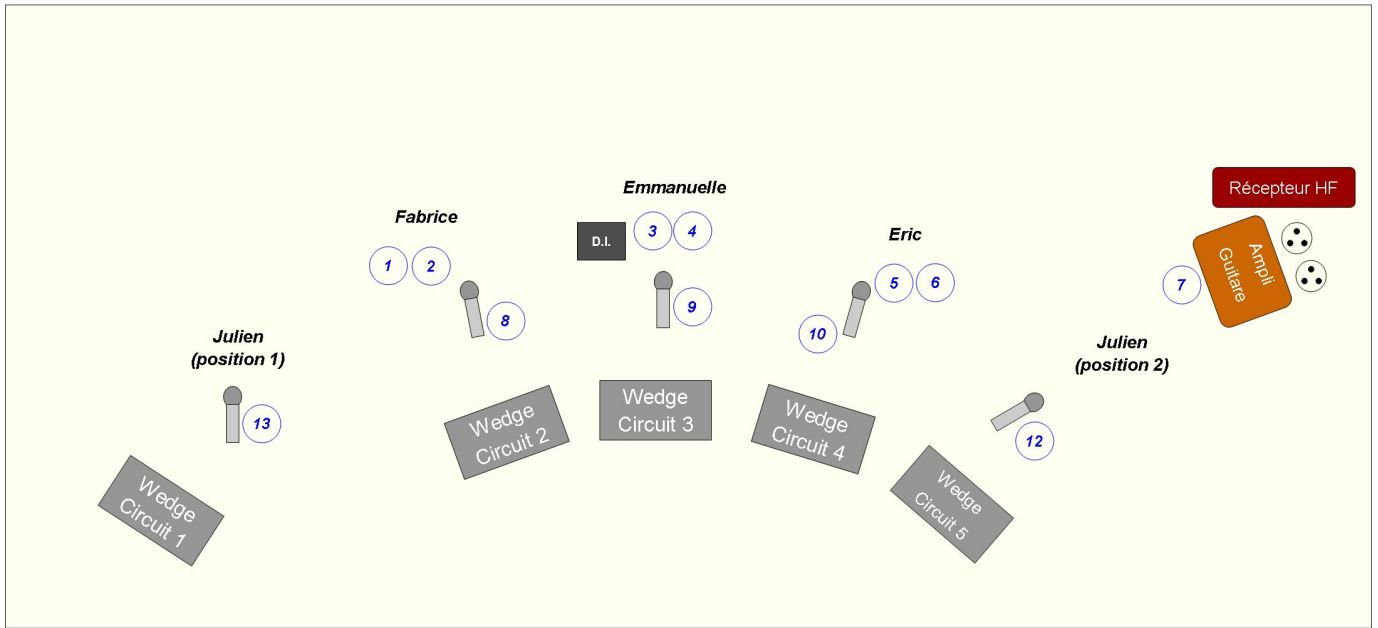 Récepteur HF
Emmanuelle
Fabrice
D.I.
3
4
Eric
1
2
5
6
7
Ampli
Guitare
8
9
10
Julien
(position 1)
Julien
(position 2)
13
12
Wedge
Circuit 1
Wedge
Circuit 2
Wedge
Circuit 3
Wedge
Circuit 4
Wedge
Circuit 5